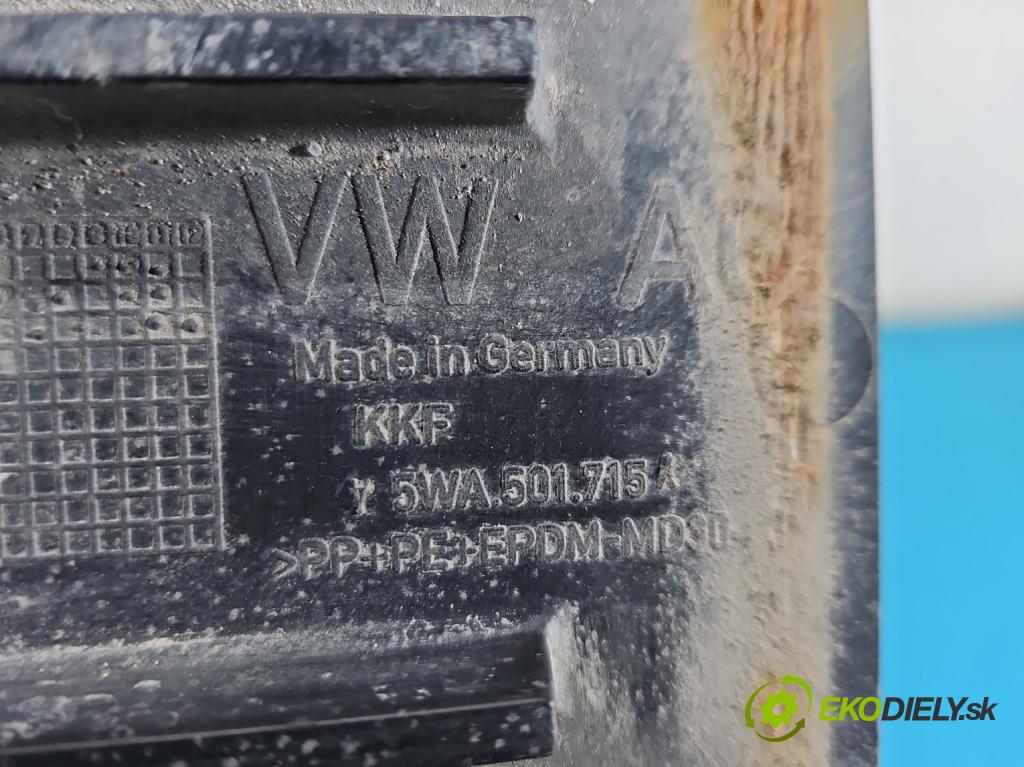 VW A
Made in Germany
KKF
5WA.501.715 A
>PP+PE+EPDM-MD30
EKODIELY.sk